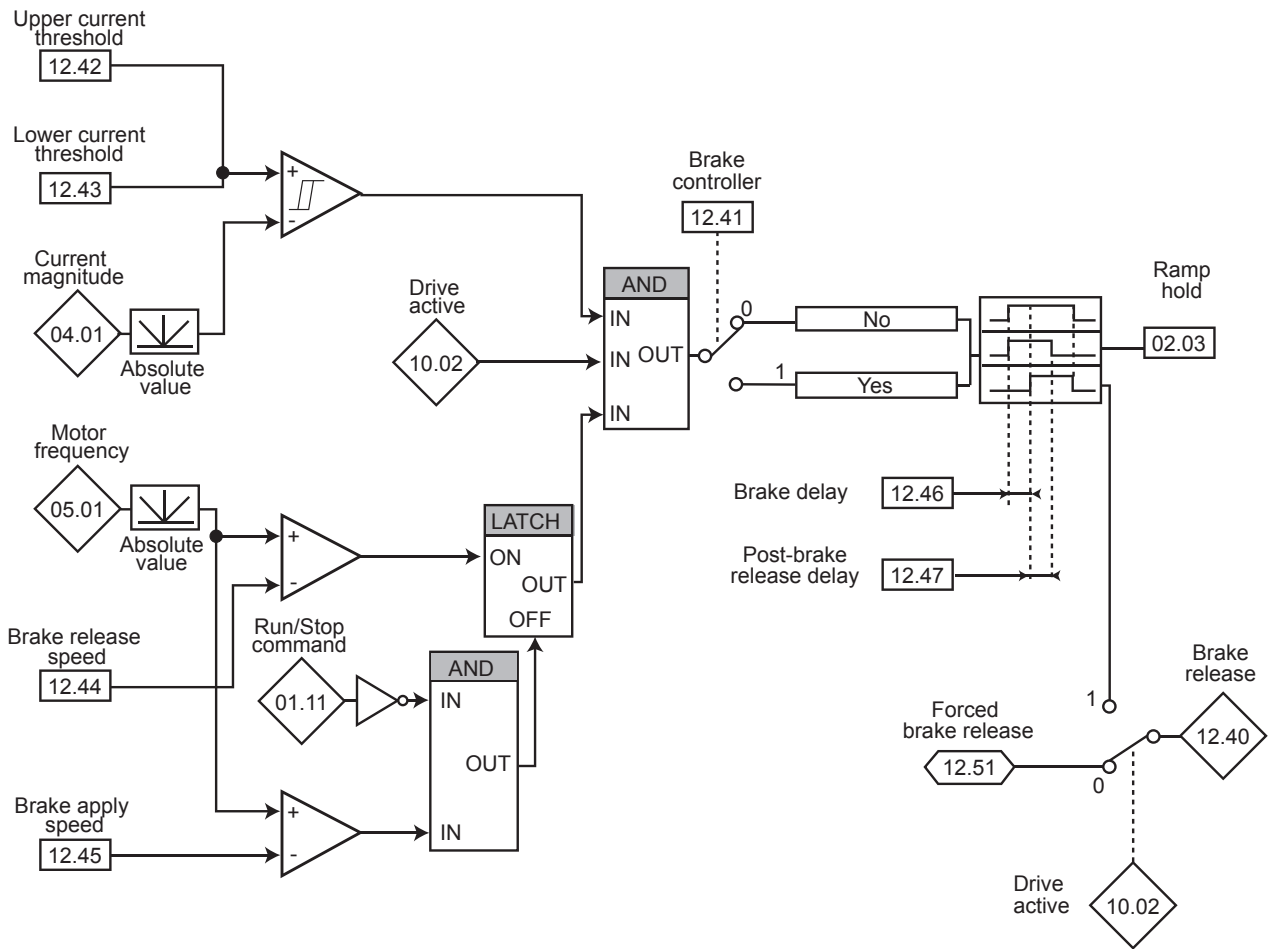 Upper current
threshold
12.42
Lower current
threshold
12.43
+
-
Current
magnitude
04.01
Absolute
value
Drive
active
10.02
AND
IN
IN
OUT
IN
Brake
controller
12.41
0
No
1
Yes
Ramp
hold
02.03
Motor
frequency
05.01
Absolute
value
+
-
LATCH
ON
OUT
OFF
Brake release
speed
12.44
Run/Stop
command
01.11
AND
IN
OUT
IN
Brake apply
speed
12.45
+
-
Brake delay
12.46
Post-brake
release delay
12.47
1
Forced
brake release
12.51
0
Brake
release
12.40
Drive
active
10.02